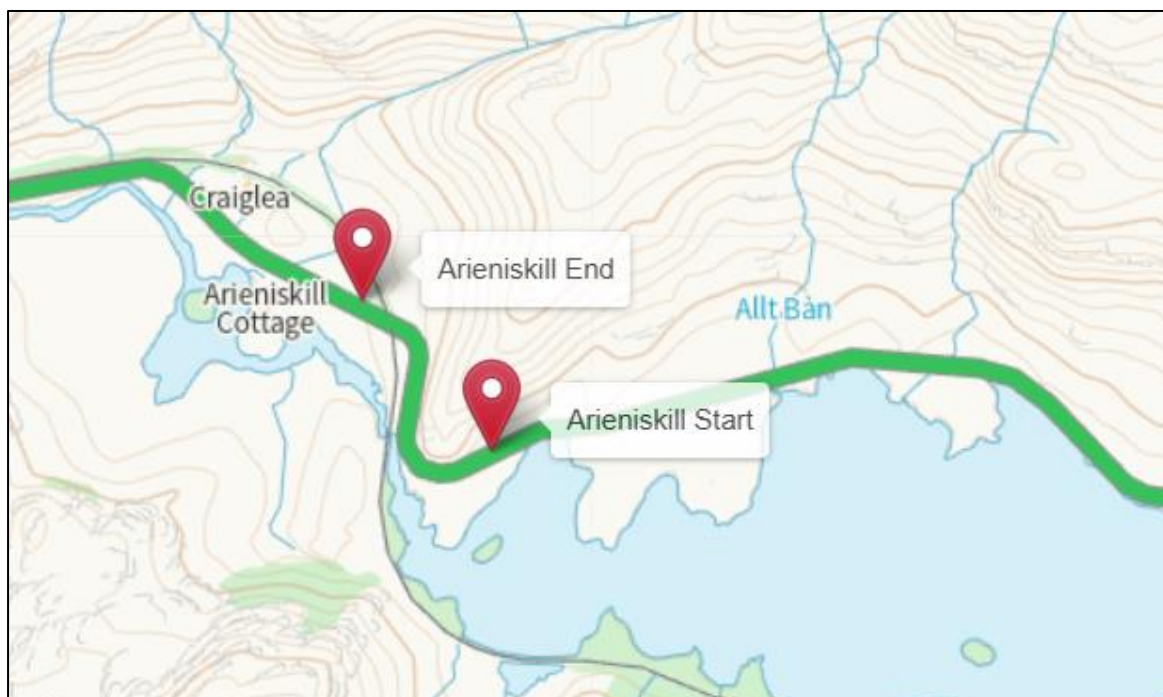 Craiglea
Arieniskill End
Arieniskill
Cottage
Allt Bàn
Arieniskill Start